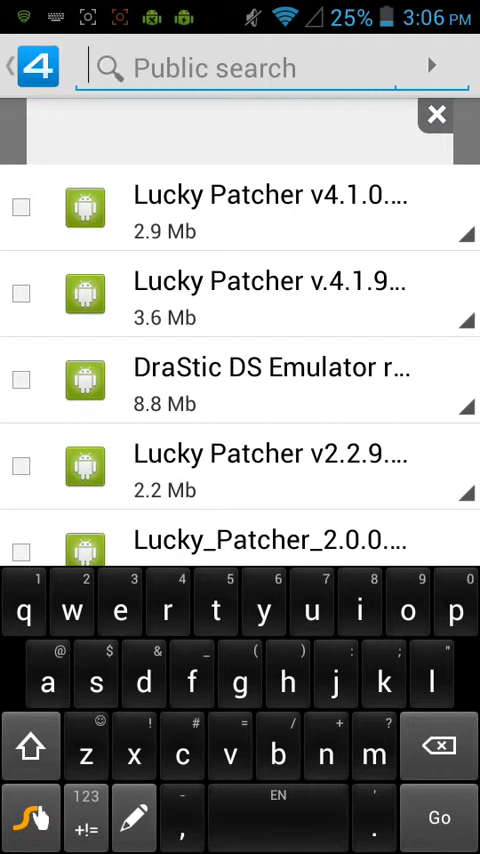 25% 3:06 PM
4 Public search
Lucky Patcher v4.1.0....
2.9 Mb
Lucky Patcher v.4.1.9...
3.6 Mb
DraStic DS Emulator r...
8.8 Mb
Lucky Patcher v2.2.9....
2.2 Mb
Lucky_Patcher_2.0.0....
1 2 3 4 5 6 7 8 9 0
q w e r t y u i o p
@ $ & _ ( ) : ; "
a s d f g h j k l
! # = / + ?
z x c v b n m
123 - EN '
+!= , . Go